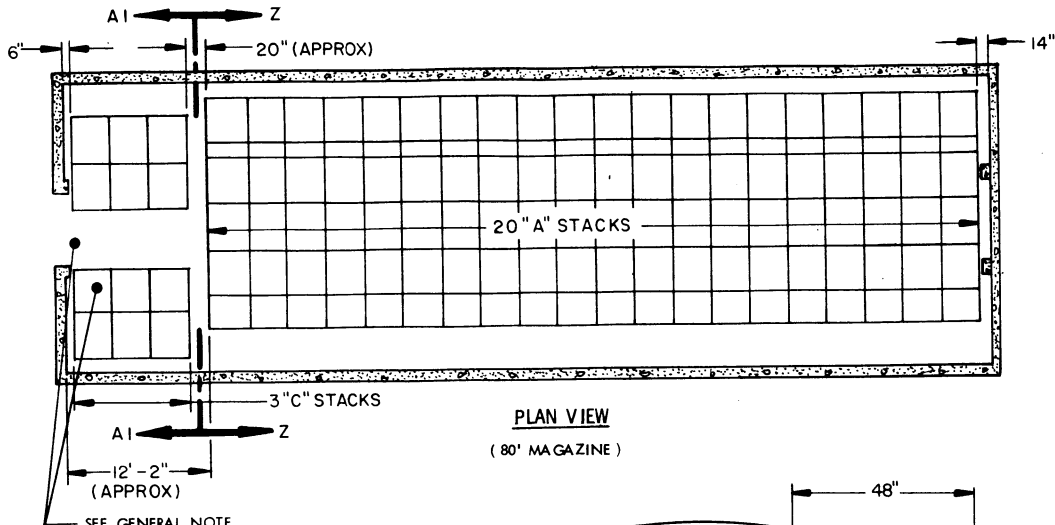 A1 Z
6" 20" (APPROX) 14"
20 "A" STACKS
3 "C" STACKS
PLAN VIEW
A1 Z
(80' MAGAZINE)
12'-2"
(APPROX)
48"
SEE GENERAL NOTE